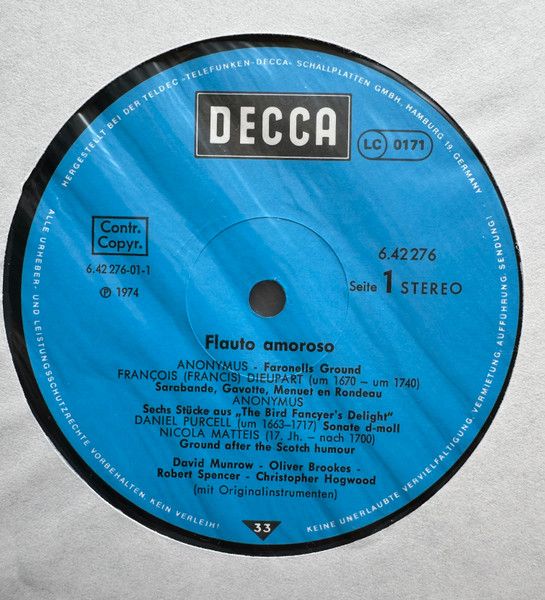 HERGESTELLT BEI DER TELDEC »TELEFUNKEN-DECCA« SCHALLPLATTEN GMBH, HAMBURG 19, GERMANY
DECCA
LC 0171
Contr.
Copyr.
6.42 276-01-1
Ⓟ 1974
6.42276
Seite 1 STEREO
Flauto amoroso
ANONYMUS - Faronells Ground
FRANÇOIS (FRANCIS) DIEUPART (um 1670 – um 1740)
Sarabande, Gavotte, Menuet en Rondeau
ANONYMUS
Sechs Stücke aus „The Bird Fancyer's Delight“
DANIEL PURCELL (um 1663–1717) Sonate d-moll
NICOLA MATTEIS (17. Jh. – nach 1700)
Ground after the Scotch humour
David Munrow - Oliver Brookes -
Robert Spencer - Christopher Hogwood
(mit Originalinstrumenten)
33
ALLE URHEBER- UND LEISTUNGSSCHUTZRECHTE VORBEHALTEN. KEIN VERLEIH!
KEINE UNERLAUBTE VERVIELFÄLTIGUNG, VERMIETUNG, AUFFÜHRUNG, SENDUNG!